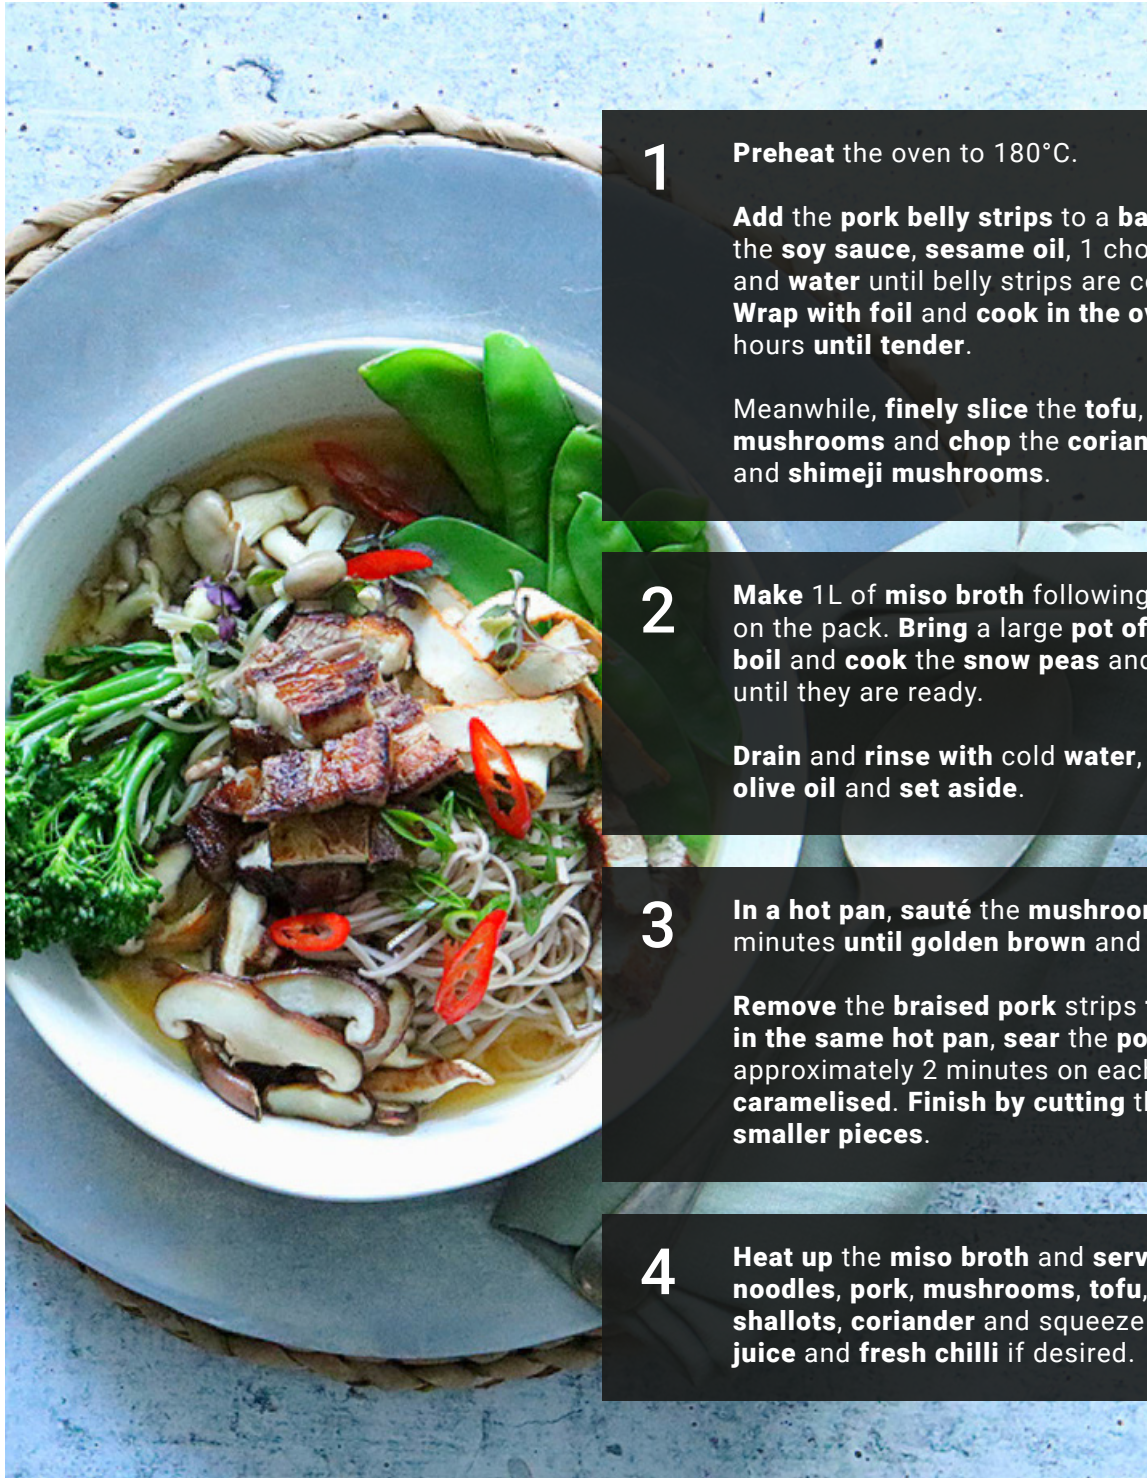 1
Preheat the oven to 180°C.
Add the pork belly strips to a
the soy sauce, sesame oil, 1
and water until belly strips are
Wrap with foil and cook in the
hours until tender.
Meanwhile, finely slice the tofu,
mushrooms and chop the
and shimeji mushrooms.
2
Make 1L of miso broth following
on the pack. Bring a large pot of
boil and cook the snow peas and
until they are ready.
Drain and rinse with cold water,
olive oil and set aside.
3
In a hot pan, sauté the
minutes until golden brown and
Remove the braised pork strips
in the same hot pan, sear the
approximately 2 minutes on each
caramelised. Finish by cutting
smaller pieces.
4
Heat up the miso broth and
noodles, pork, mushrooms, tofu,
shallots, coriander and squeeze
juice and fresh chilli if desired.